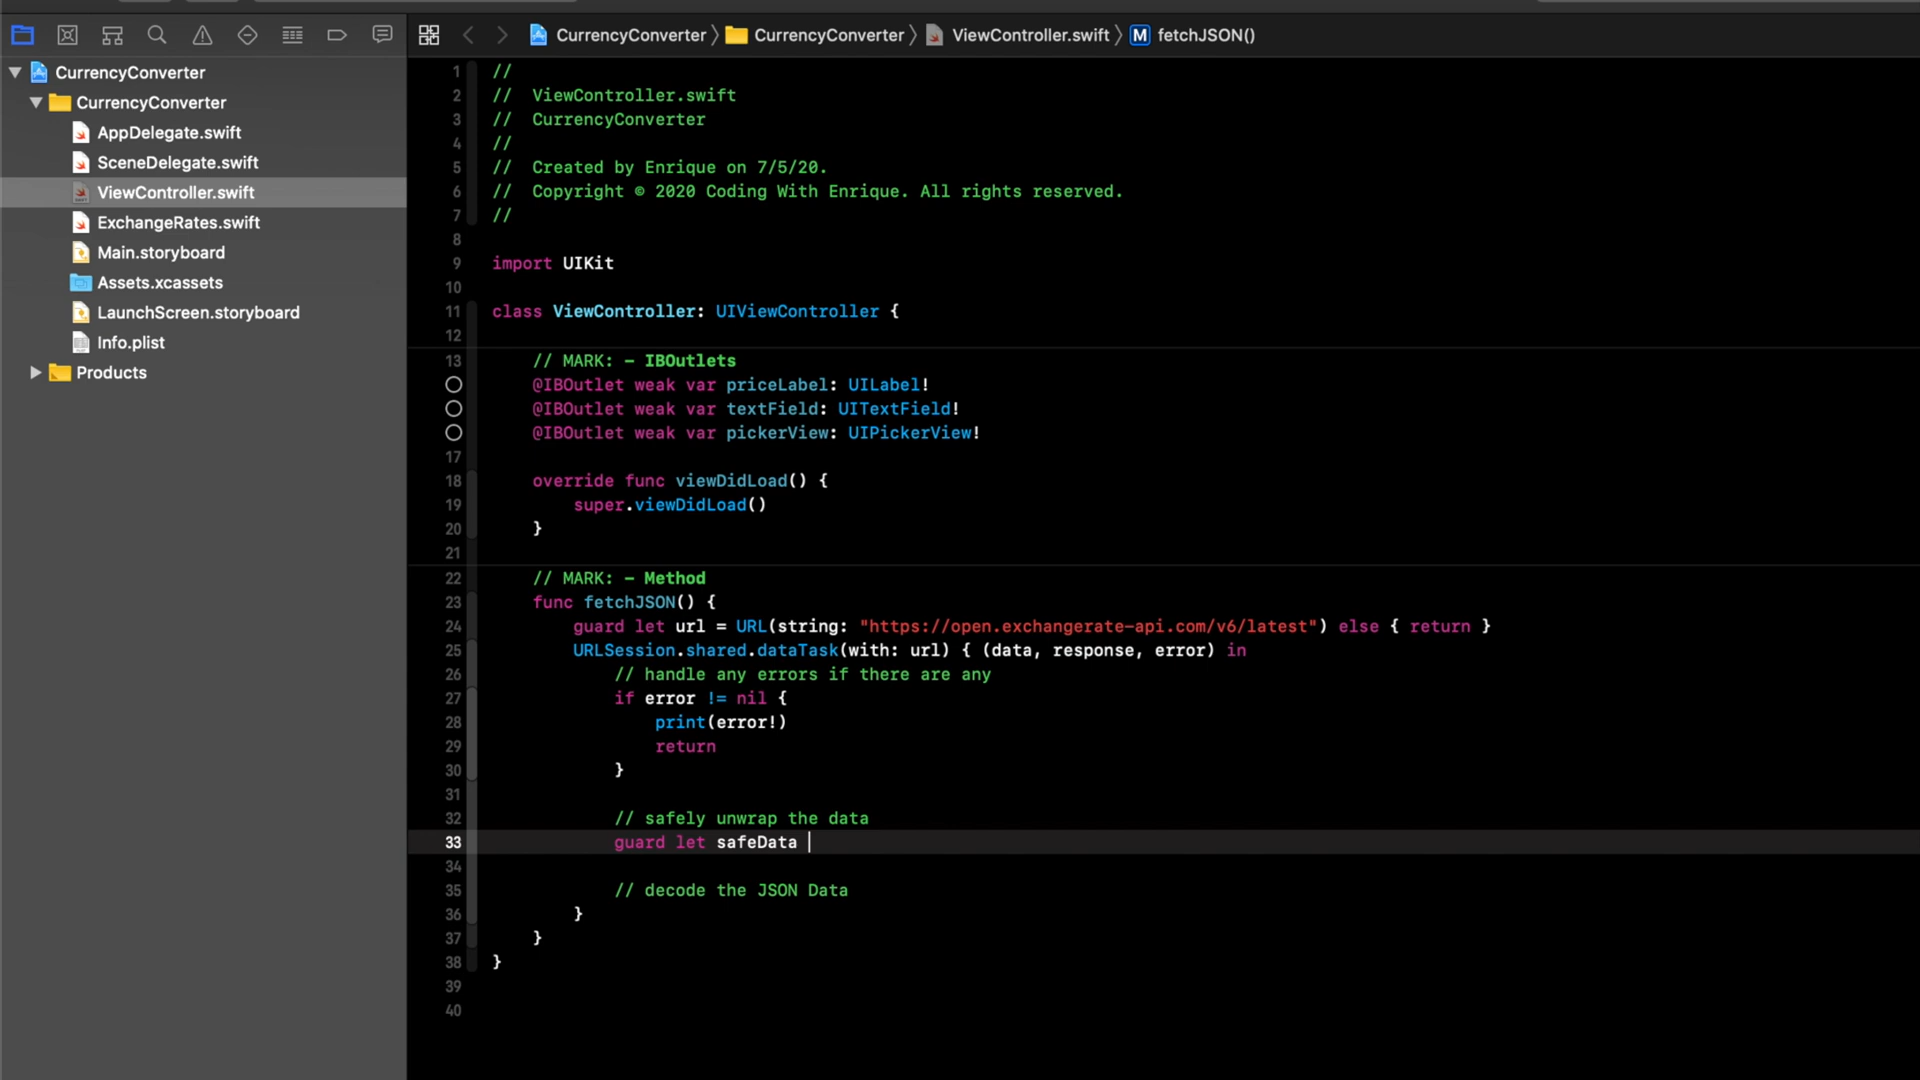 CurrencyConverter
CurrencyConverter
AppDelegate.swift
SceneDelegate.swift
ViewController.swift
ExchangeRates.swift
Main.storyboard
Assets.xcassets
LaunchScreen.storyboard
Info.plist
Products
CurrencyConverter CurrencyConverter ViewController.swift M fetchJSON()
1 //
2 //  ViewController.swift
3 //  CurrencyConverter
4 //
5 //  Created by Enrique on 7/5/20.
6 //  Copyright © 2020 Coding With Enrique. All rights reserved.
7 //
8
9 import UIKit
10
11 class ViewController: UIViewController {
12
13     // MARK: - IBOutlets
    @IBOutlet weak var priceLabel: UILabel!
    @IBOutlet weak var textField: UITextField!
    @IBOutlet weak var pickerView: UIPickerView!
17
18     override func viewDidLoad() {
19         super.viewDidLoad()
20     }
21
22     // MARK: - Method
23     func fetchJSON() {
24         guard let url = URL(string: "https://open.exchangerate-api.com/v6/latest") else { return }
25         URLSession.shared.dataTask(with: url) { (data, response, error) in
26             // handle any errors if there are any
27             if error != nil {
28                 print(error!)
29                 return
30             }
31
32             // safely unwrap the data
33             guard let safeData
34
35             // decode the JSON Data
36         }
37     }
38 }
39
40